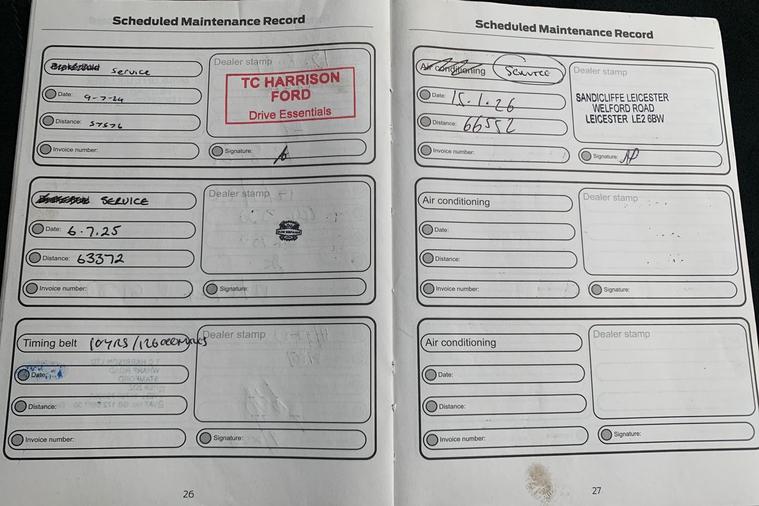 Scheduled Maintenance Record
Service
Dealer stamp
Date: 9-7-24
TC HARRISON
FORD
Drive Essentials
Distance: 57576
Invoice number:
Signature:
SERVICE
Dealer stamp
Date: 6.7.25
Distance: 63372
Invoice number:
Signature:
Timing belt 10YRS/
Dealer stamp
Date:
Distance:
Invoice number:
Signature:
26
Scheduled Maintenance Record
Air conditioning Service
Dealer stamp
Date: 15.1.26
SANDICLIFFE LEICESTER
WELFORD ROAD
LEICESTER LE2 6BW
Distance: 66552
Invoice number:
Signature:
Air conditioning
Dealer stamp
Date:
Distance:
Invoice number:
Signature:
Air conditioning
Dealer stamp
Date:
Distance:
Invoice number:
Signature:
27